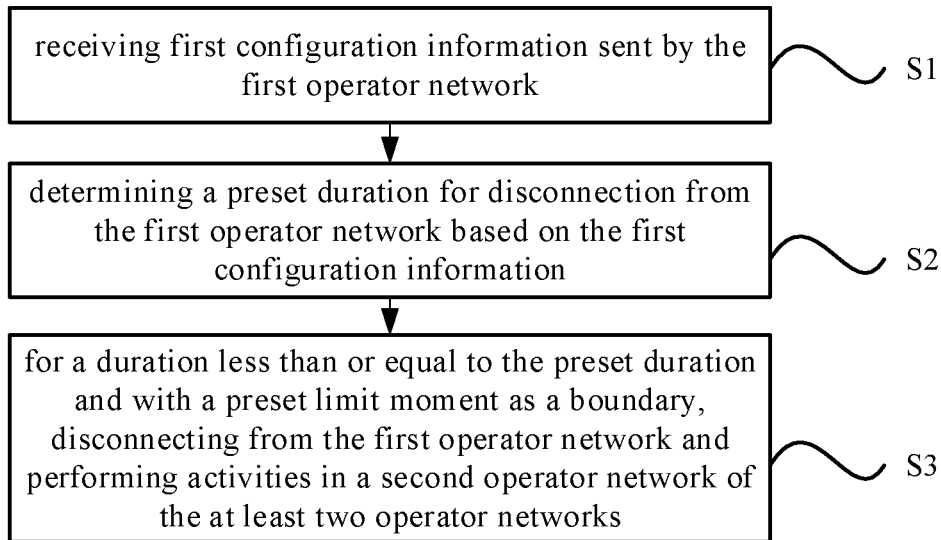 receiving first configuration information sent by the
first operator network
S1
determining a preset duration for disconnection from
the first operator network based on the first
configuration information
S2
for a duration less than or equal to the preset duration
and with a preset limit moment as a boundary,
disconnecting from the first operator network and
performing activities in a second operator network of
the at least two operator networks
S3